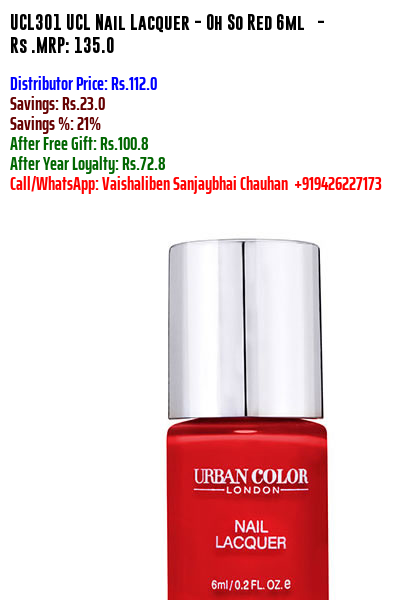 UCL301 UCL Nail Lacquer - Oh So Red 6ml -
Rs .MRP: 135.0
Distributor Price: Rs.112.0
Savings: Rs.23.0
Savings %: 21%
After Free Gift: Rs.100.8
After Year Loyalty: Rs.72.8
Call/WhatsApp: Vaishaliben Sanjaybhai Chauhan +919426227173
URBAN COLOR
LONDON
NAIL
LACQUER
6ml/0.2 FL. OZ.e